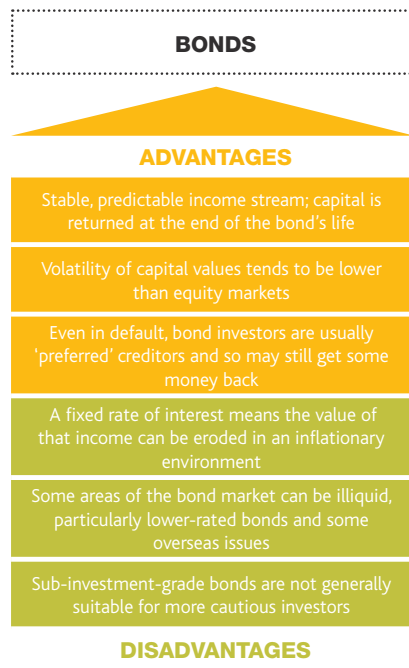 BONDS
ADVANTAGES
Stable, predictable income stream; capital is
returned at the end of the bond’s life
Volatility of capital values tends to be lower
than equity markets
Even in default, bond investors are usually
‘preferred’ creditors and so may still get some
money back
A fixed rate of interest means the value of
that income can be eroded in an inflationary
environment
Some areas of the bond market can be illiquid,
particularly lower-rated bonds and some
overseas issues
Sub-investment-grade bonds are not generally
suitable for more cautious investors
DISADVANTAGES